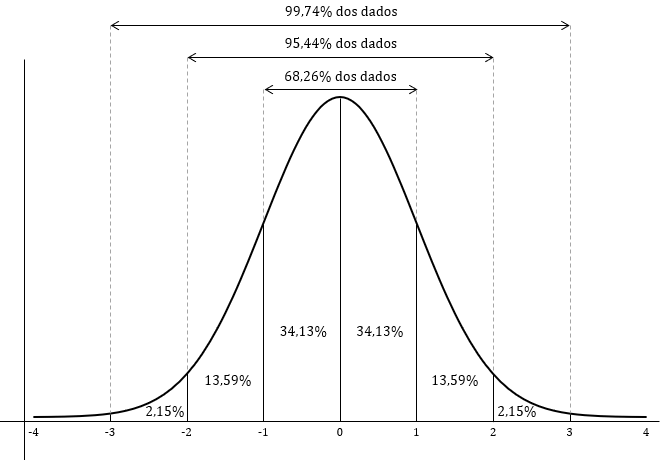 99,74% dos dados
95,44% dos dados
68,26% dos dados
34,13% 34,13%
13,59% 13,59%
2,15% 2,15%
-4 -3 -2 -1 0 1 2 3 4